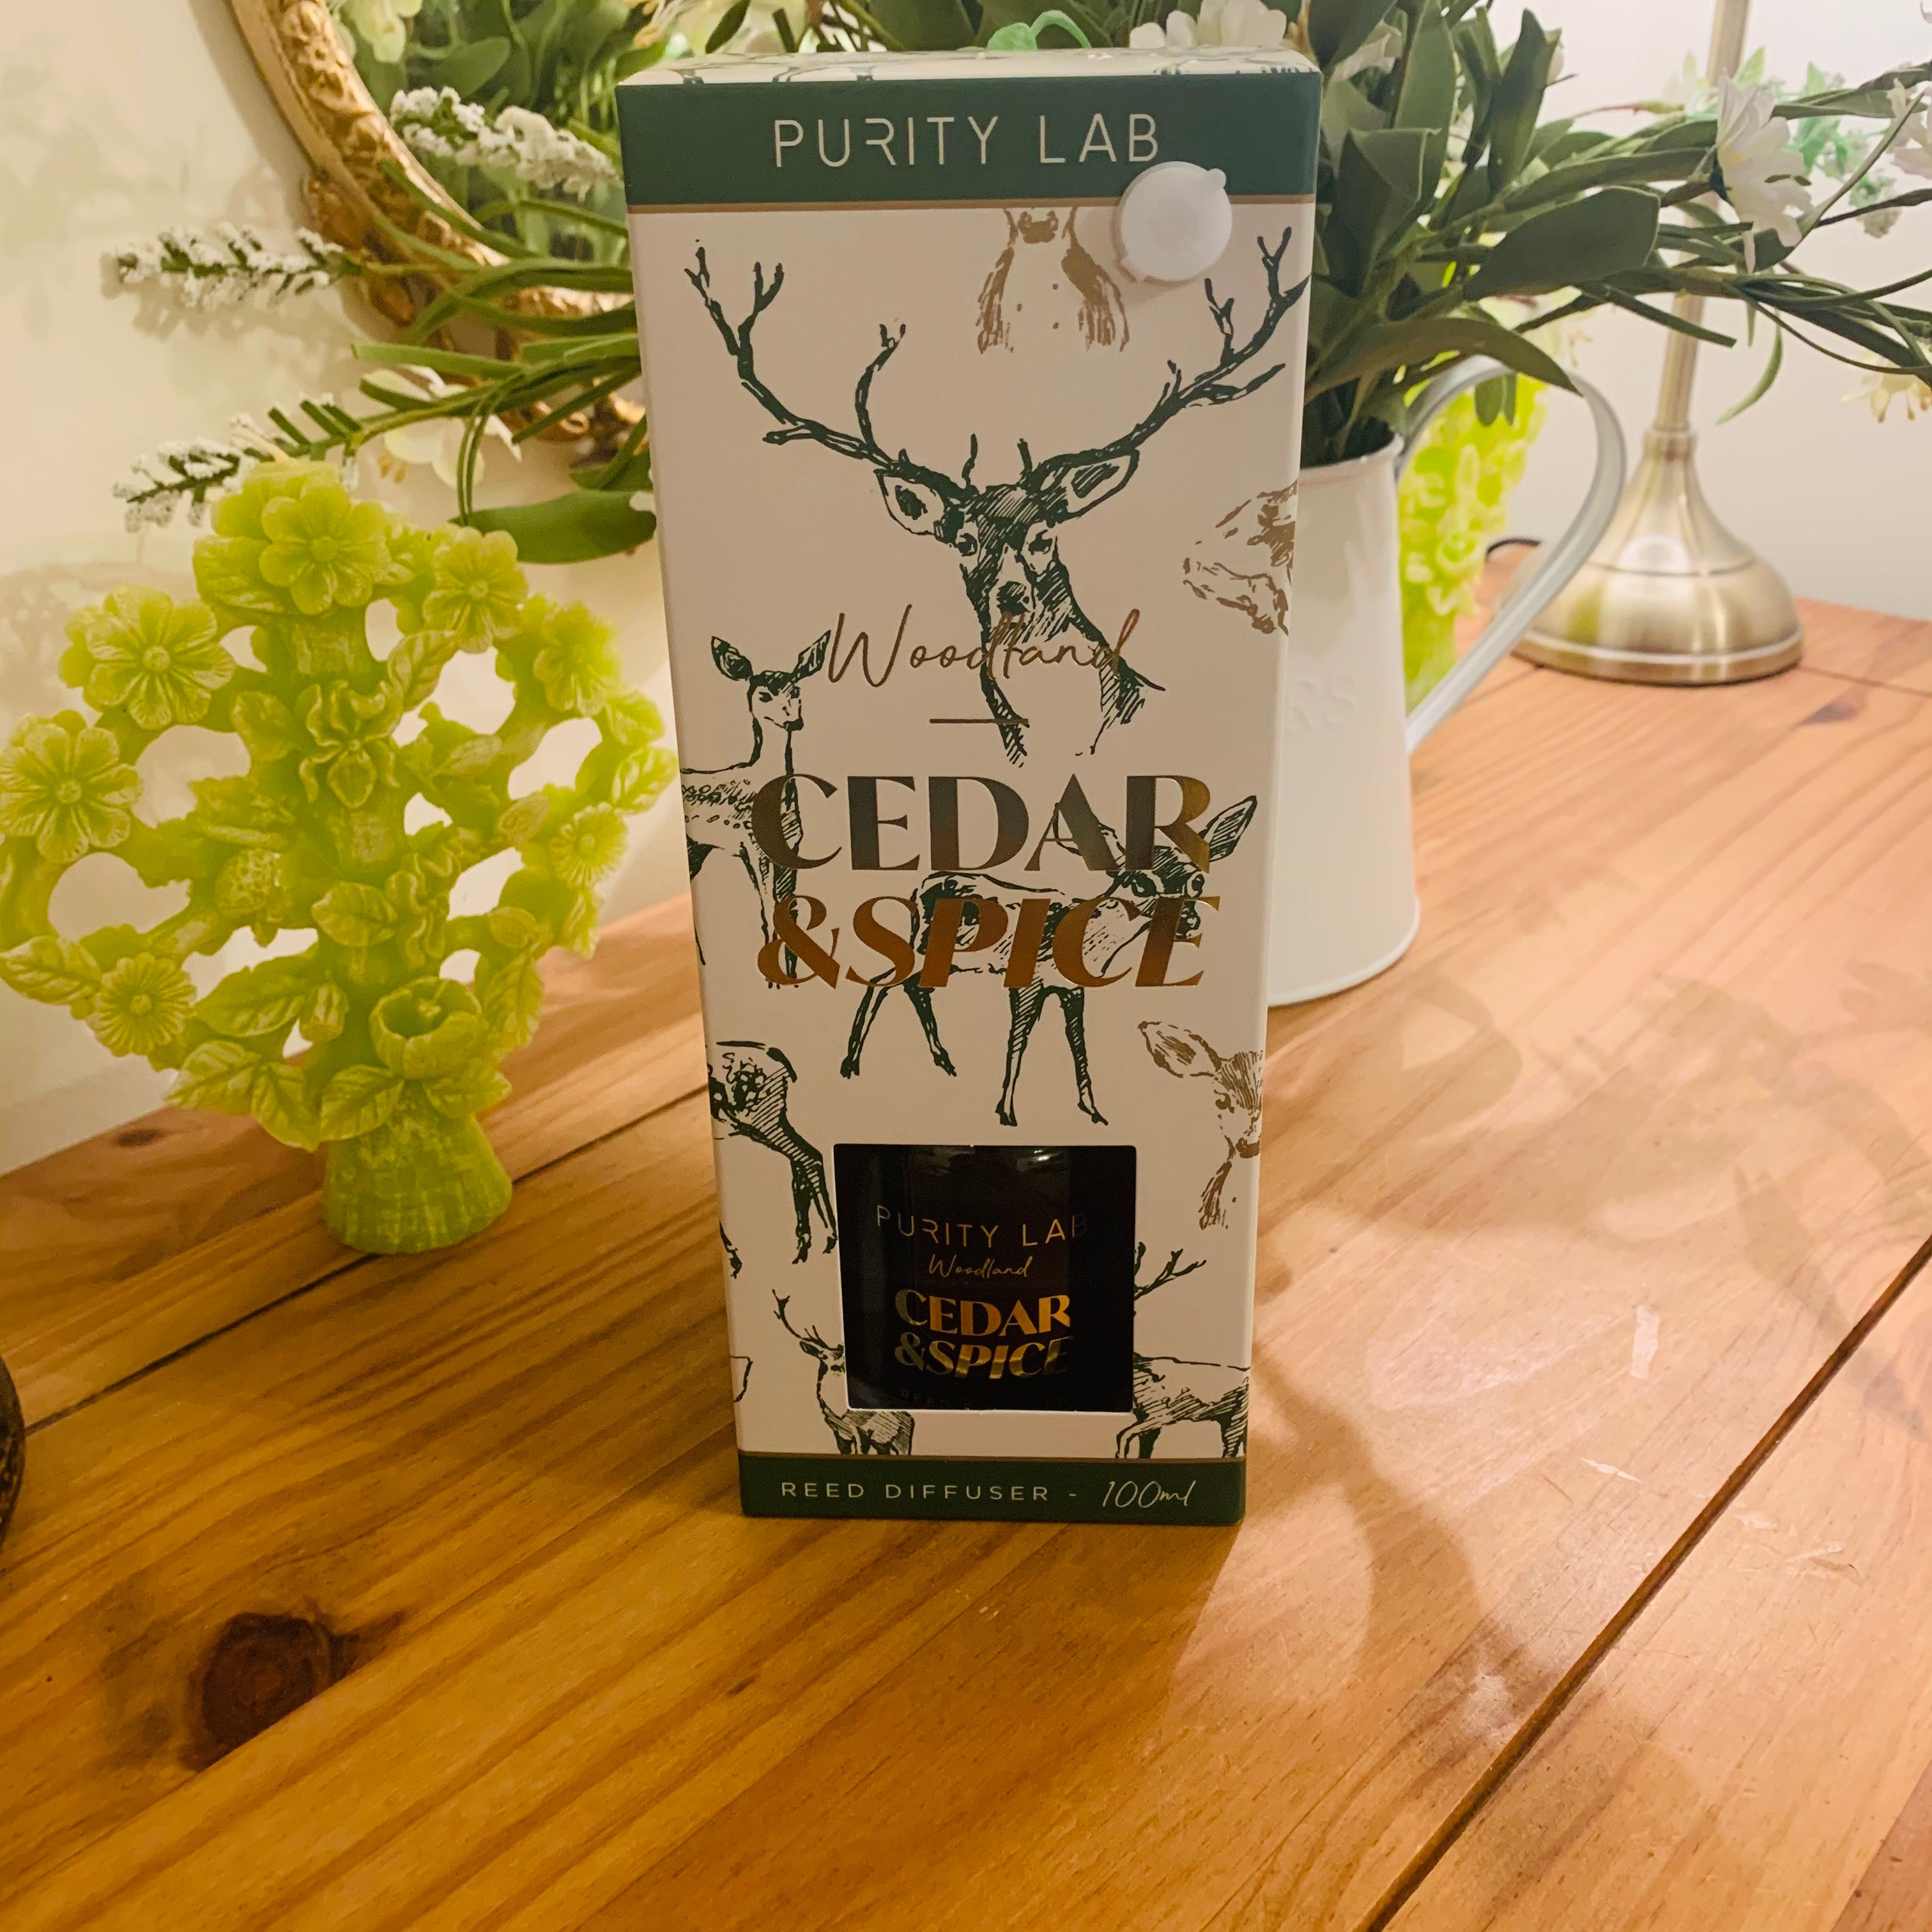 PURITY LAB
Woodland
CEDAR
&SPICE
PURITY LAB
Woodland
CEDAR
&SPICE
REED DIFFUSER - 100ml